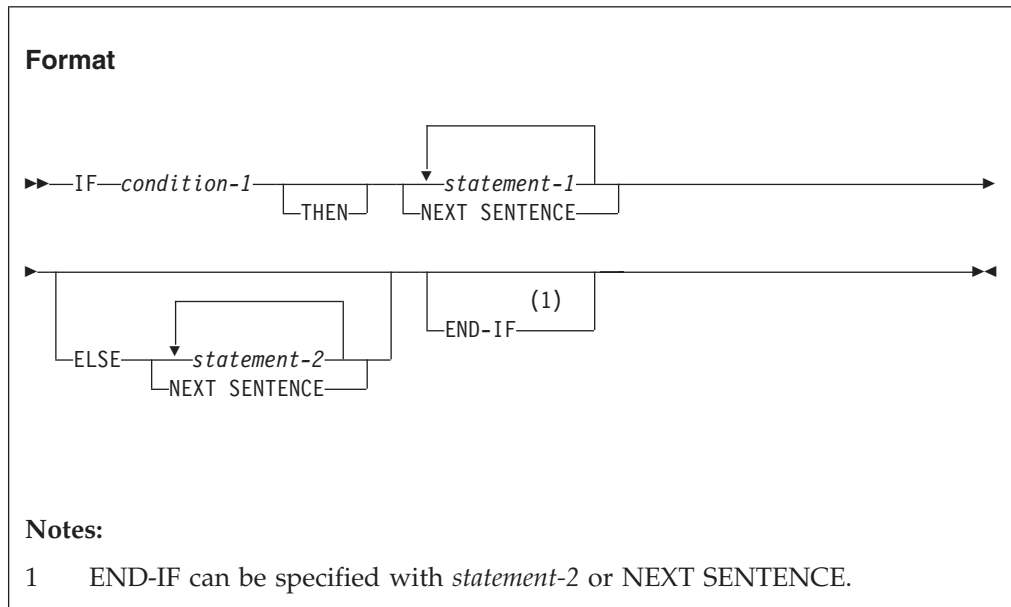 Format
IF condition-1 THEN statement-1
NEXT SENTENCE
(1)
END-IF
ELSE statement-2
NEXT SENTENCE
Notes:
1 END-IF can be specified with statement-2 or NEXT SENTENCE.